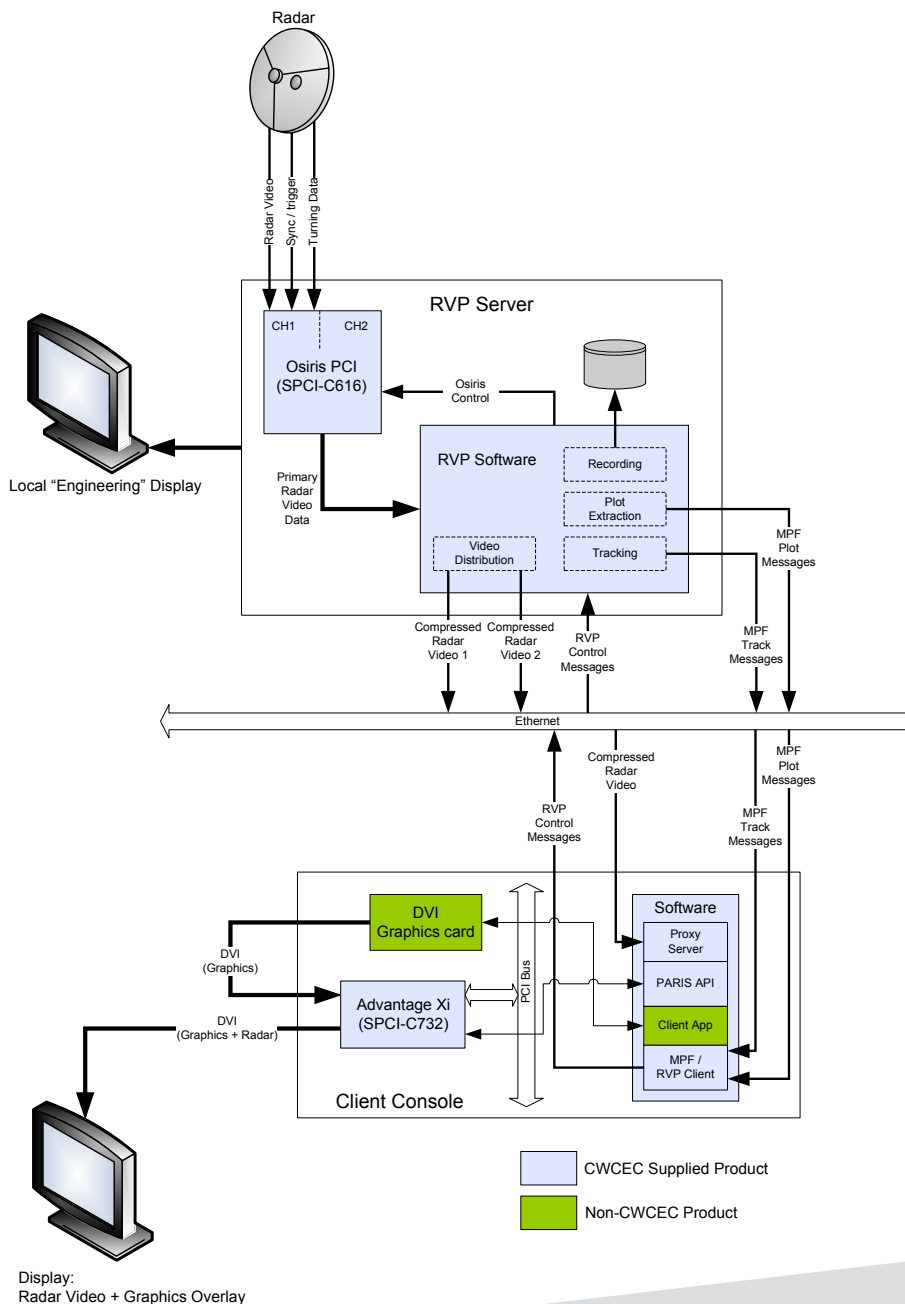 Radar
Radar Video
Sync / trigger
Turning Data
RVP Server
CH1
CH2
Osiris PCI
(SPCI-C616)
Osiris
Control
RVP Software
Recording
Plot
Extraction
Tracking
Video
Distribution
Primary
Radar
Video
Data
Local “Engineering” Display
MPF
Plot
Messages
MPF
Track
Messages
Compressed
Radar
Video 1
Compressed
Radar
Video 2
RVP
Control
Messages
Ethernet
Compressed
Radar
Video
RVP
Control
Messages
MPF
Track
Messages
MPF
Plot
Messages
DVI
Graphics card
DVI
(Graphics)
Advantage Xi
(SPCI-C732)
PCI Bus
Software
Proxy
Server
PARIS API
Client App
MPF /
RVP Client
DVI
(Graphics + Radar)
Client Console
CWCEC Supplied Product
Non-CWCEC Product
Display:
Radar Video + Graphics Overlay